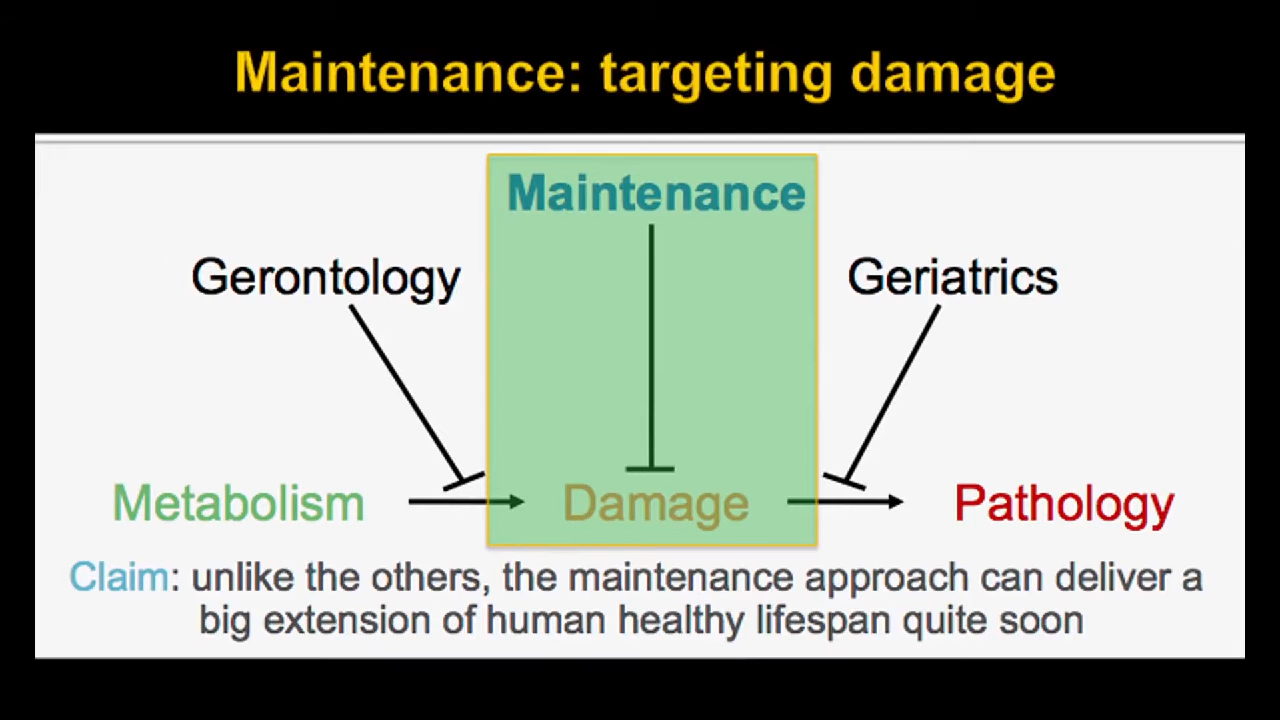 Maintenance: targeting damage
Maintenance
Gerontology
Geriatrics
Metabolism
Damage
Pathology
Claim: unlike the others, the maintenance approach can deliver a
big extension of human healthy lifespan quite soon